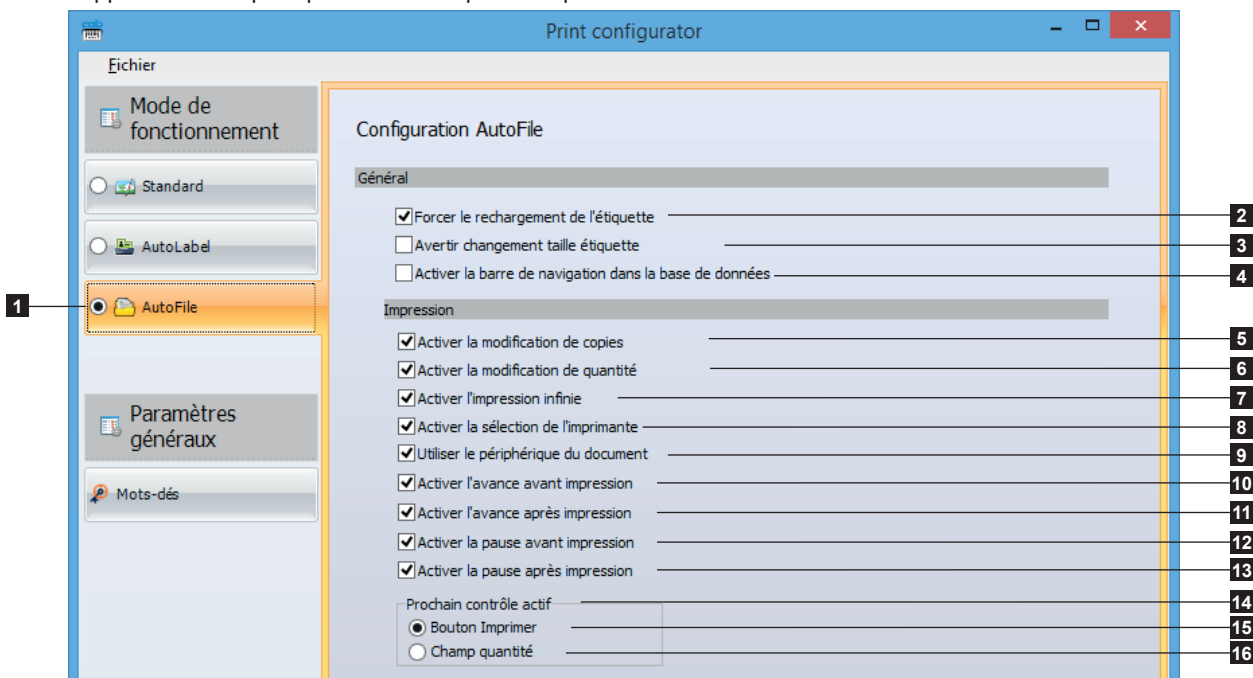 Print configurator
Fichier
Mode de
fonctionnement
Standard
AutoLabel
1
AutoFile
Paramètres
généraux
Mots-dés
Configuration AutoFile
Général
Forcer le rechargement de l'étiquette 2
Avertir changement taille étiquette 3
Activer la barre de navigation dans la base de données 4
Impression
Activer la modification de copies 5
Activer la modification de quantité 6
Activer l'impression infinie 7
Activer la sélection de l'imprimante 8
Utiliser le périphérique du document 9
Activer l'avance avant impression 10
Activer l'avance après impression 11
Activer la pause avant impression 12
Activer la pause après impression 13
Prochain contrôle actif 14
Bouton Imprimer 15
Champ quantité 16